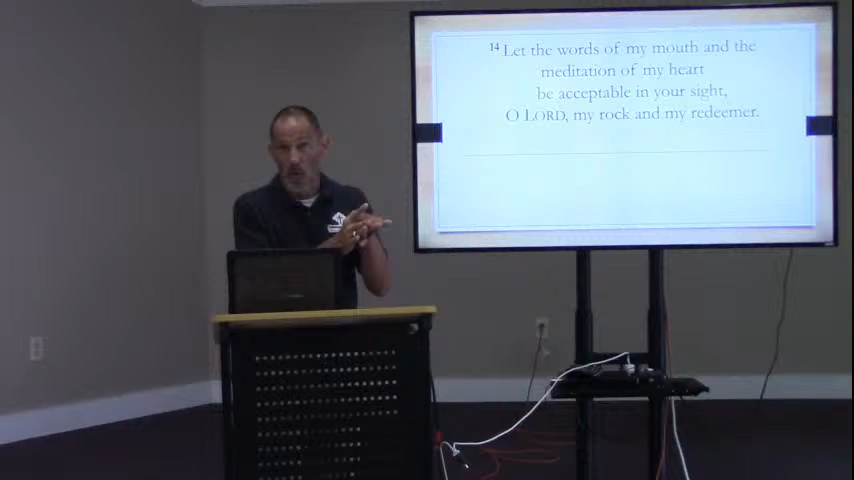 14 Let the words of my mouth and the
meditation of my heart
be acceptable in your sight,
O LORD, my rock and my redeemer.